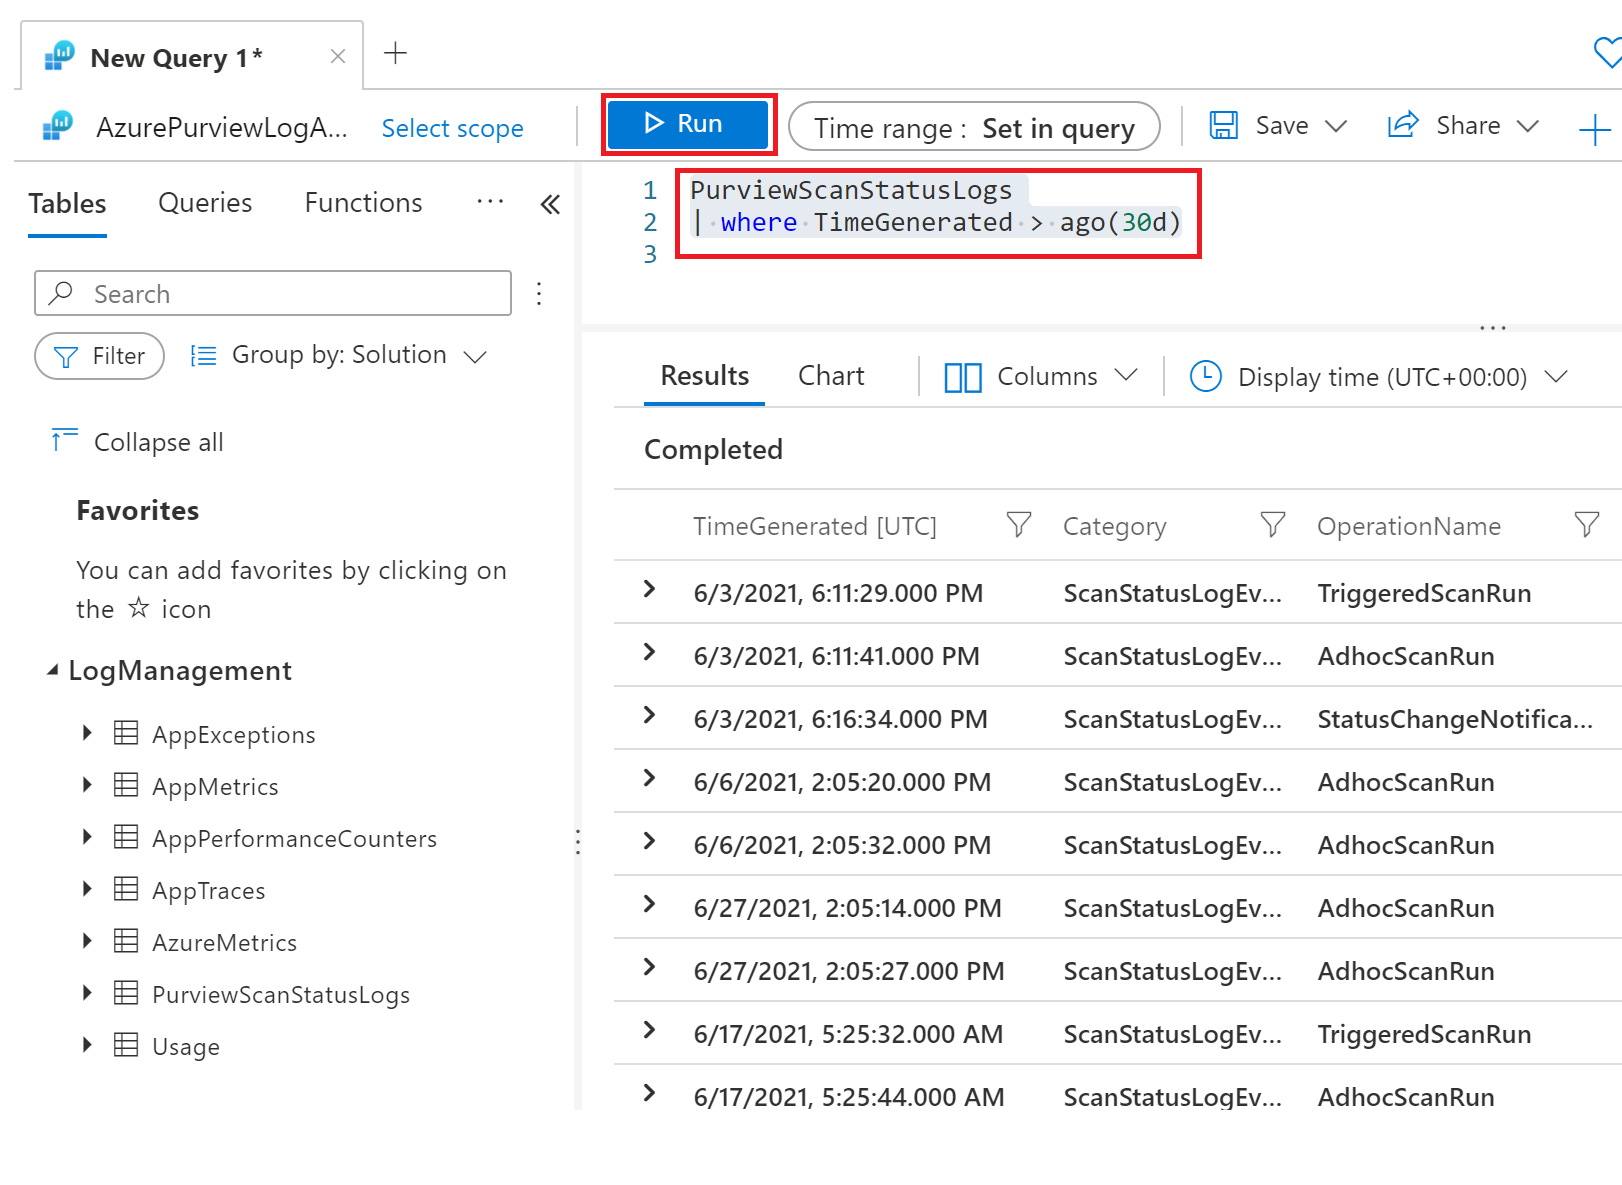 New Query 1*
AzurePurviewLogA...
Select scope
Run
Time range : Set in query
Save
Share
Tables
Queries
Functions
Search
Filter
Group by: Solution
Collapse all
Favorites
You can add favorites by clicking on
the ☆ icon
LogManagement
AppExceptions
AppMetrics
AppPerformanceCounters
AppTraces
AzureMetrics
PurviewScanStatusLogs
Usage
1 PurviewScanStatusLogs
2 | where TimeGenerated > ago(30d)
3
Results
Chart
Columns
Display time (UTC+00:00)
Completed
TimeGenerated [UTC] Category OperationName
6/3/2021, 6:11:29.000 PM ScanStatusLogEv... TriggeredScanRun
6/3/2021, 6:11:41.000 PM ScanStatusLogEv... AdhocScanRun
6/3/2021, 6:16:34.000 PM ScanStatusLogEv... StatusChangeNotifica...
6/6/2021, 2:05:20.000 PM ScanStatusLogEv... AdhocScanRun
6/6/2021, 2:05:32.000 PM ScanStatusLogEv... AdhocScanRun
6/27/2021, 2:05:14.000 PM ScanStatusLogEv... AdhocScanRun
6/27/2021, 2:05:27.000 PM ScanStatusLogEv... AdhocScanRun
6/17/2021, 5:25:32.000 AM ScanStatusLogEv... TriggeredScanRun
6/17/2021, 5:25:44.000 AM ScanStatusLogEv... AdhocScanRun